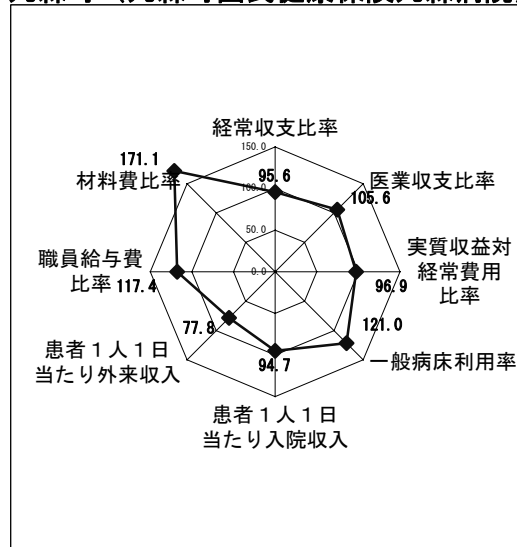 経常収支比率
150.0
171.1
95.6
100.0
材料費比率
医業収支比率
105.6
50.0
職員給与費
比率
117.4
0.0
実質収益対
経常費用
比率
96.9
121.0
77.8
一般病床利用率
患者１人１日
当たり外来収入
94.7
患者１人１日
当たり入院収入